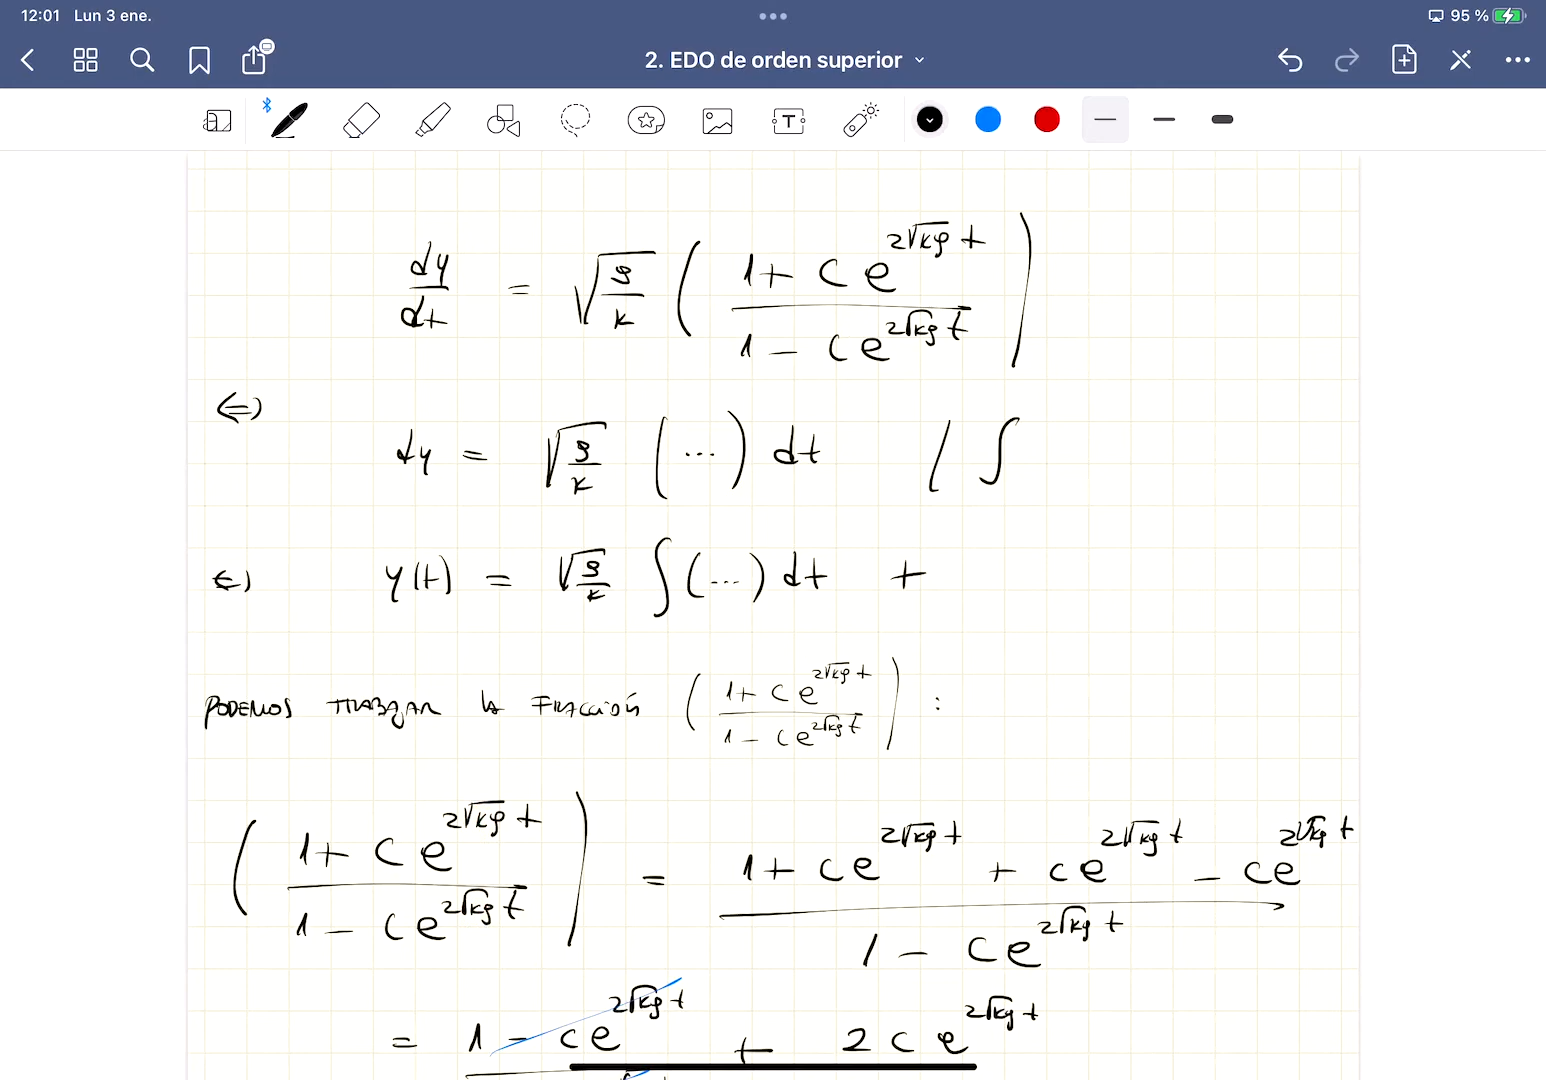 12:01 Lun 3 ene. 95 %
2. EDO de orden superior
dy/dt = √(g/k) ( (1 + C e^(2√(kg) t)) / (1 − C e^(2√(kg) t)) )
⇔
dy = √(g/k) (...) dt / ∫
⇔ y(t) = √(g/k) ∫ (...) dt +
PODEMOS TRABAJAR LA FRACCIÓN ( (1 + C e^(2√(kg) t)) / (1 − C e^(2√(kg) t)) ) :
( (1 + C e^(2√(kg) t)) / (1 − C e^(2√(kg) t)) ) = (1 + C e^(2√(kg) t) + C e^(2√(kg) t) − C e^(2√(kg) t)) / (1 − C e^(2√(kg) t))
= 1 − C e^(2√(kg) t) + 2 C e^(2√(kg) t)